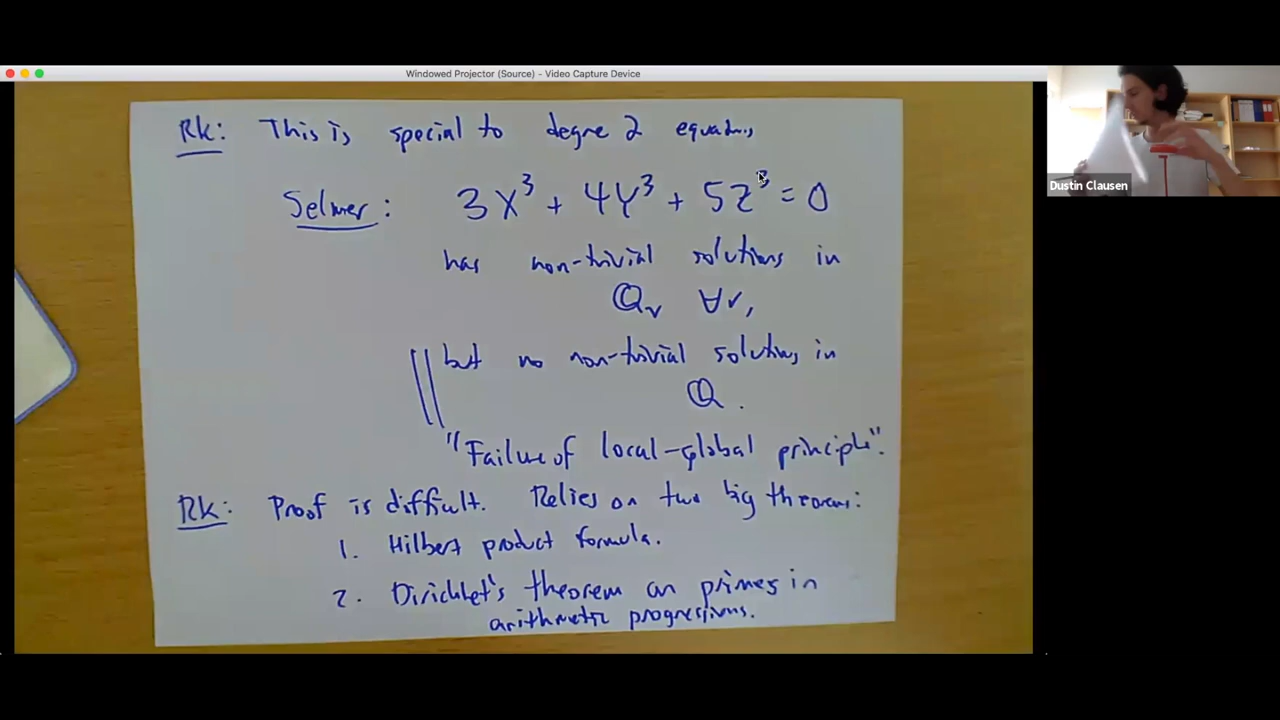 Windowed Projector (Source) - Video Capture Device
Dustin Clausen
Rk: This is special to degree 2 equations
Selmer: 3X³ + 4Y³ + 5Z³ = 0
has non-trivial solutions in
ℚᵥ ∀v,
but no non-trivial solutions in
ℚ.
"Failure of local-global principle".
Rk: Proof is difficult. Relies on two big theorems:
1. Hilbert product formula.
2. Dirichlet's theorem on primes in
arithmetic progressions.